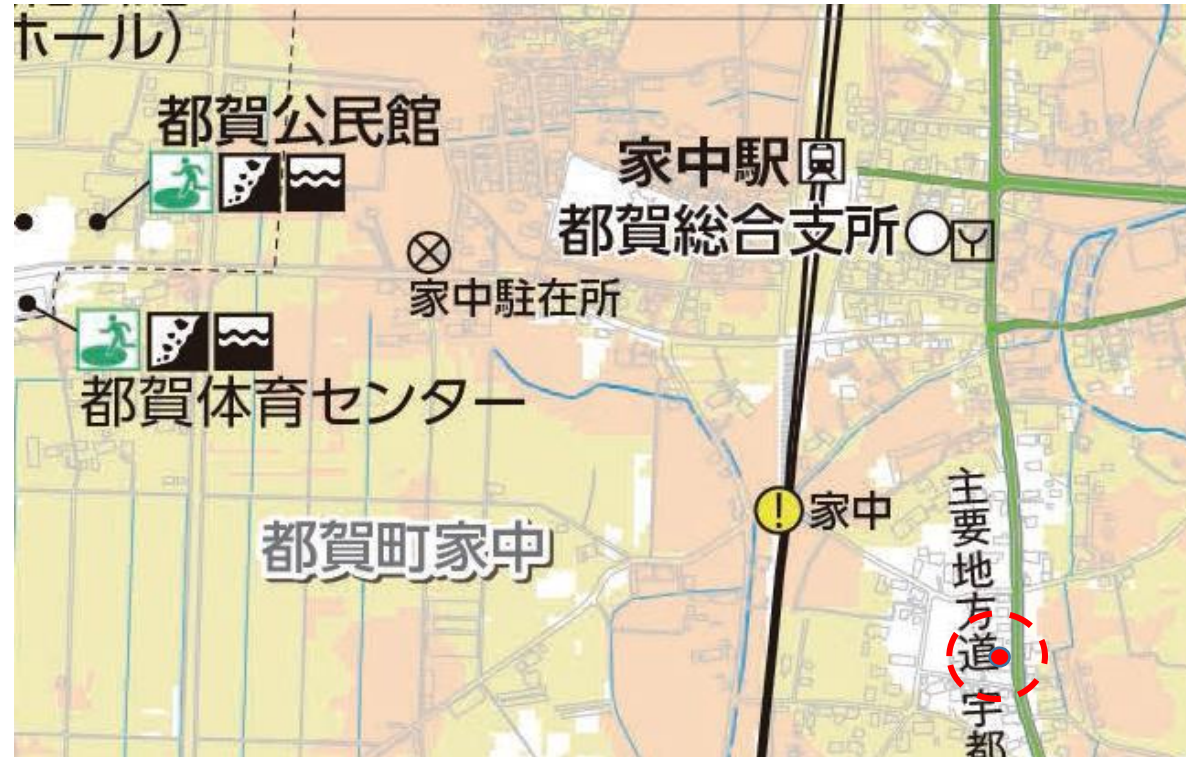 ホール)
都賀公民館
家中駅
都賀総合支所
家中駐在所
都賀体育センター
家中
都賀町家中
主要地方道 宇都